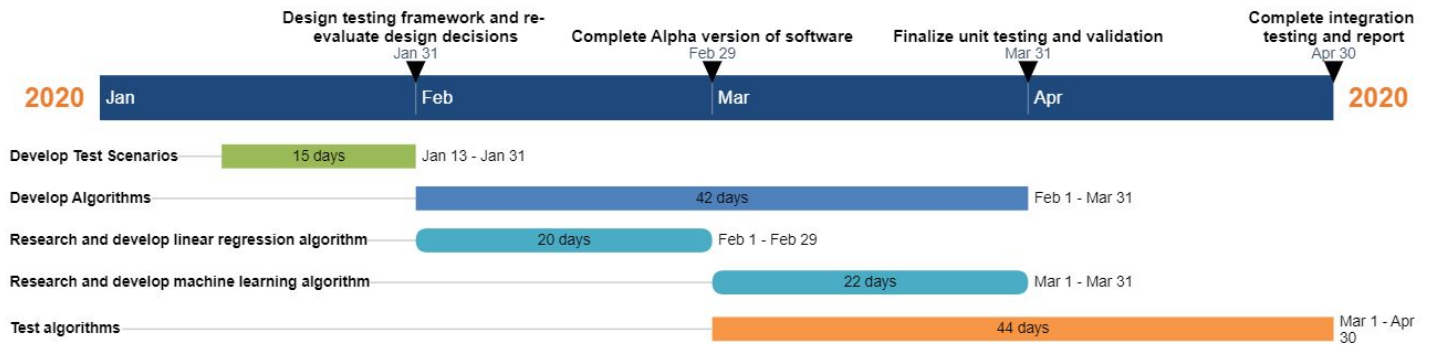 Design testing framework and re-
evaluate design decisions
Jan 31
Complete Alpha version of software
Feb 29
Finalize unit testing and validation
Mar 31
Complete integration
testing and report
Apr 30
2020
Jan
Feb
Mar
Apr
2020
Develop Test Scenarios
15 days
Jan 13 - Jan 31
Develop Algorithms
42 days
Feb 1 - Mar 31
Research and develop linear regression algorithm
20 days
Feb 1 - Feb 29
Research and develop machine learning algorithm
22 days
Mar 1 - Mar 31
Test algorithms
44 days
Mar 1 - Apr
30